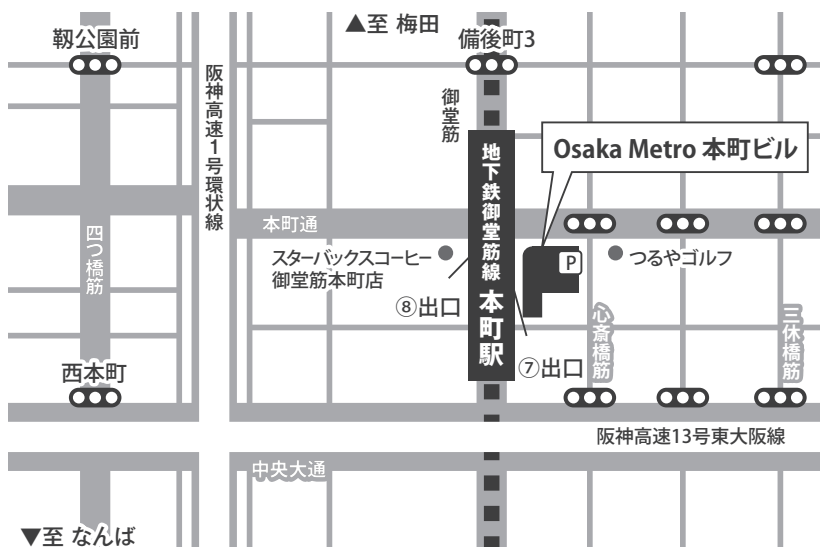 ▲至 梅田
靱公園前
備後町3
阪神高速1号環状線
御堂筋
地下鉄御堂筋線 本町駅
Osaka Metro 本町ビル
本町通
四つ橋筋
スターバックスコーヒー
御堂筋本町店
P
つるやゴルフ
⑧出口
心斎橋筋
三休橋筋
西本町
⑦出口
阪神高速13号東大阪線
中央大通
▼至 なんば